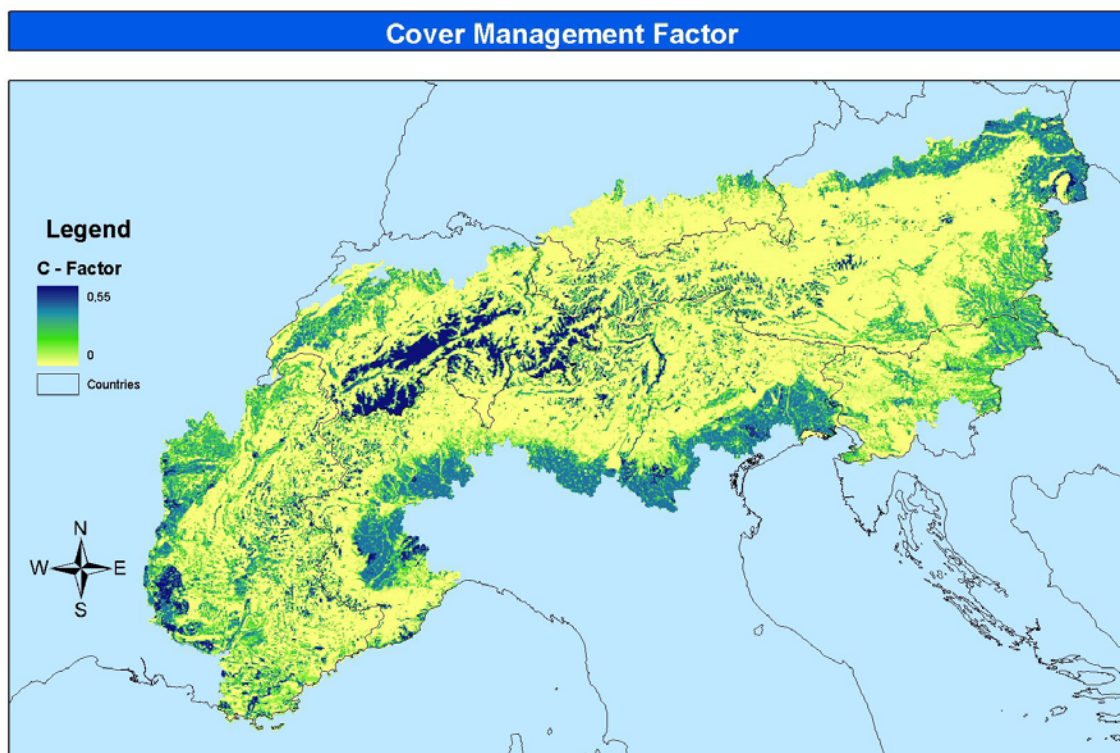 Cover Management Factor
Legend
C - Factor
0,55
0
Countries
N
W E
S